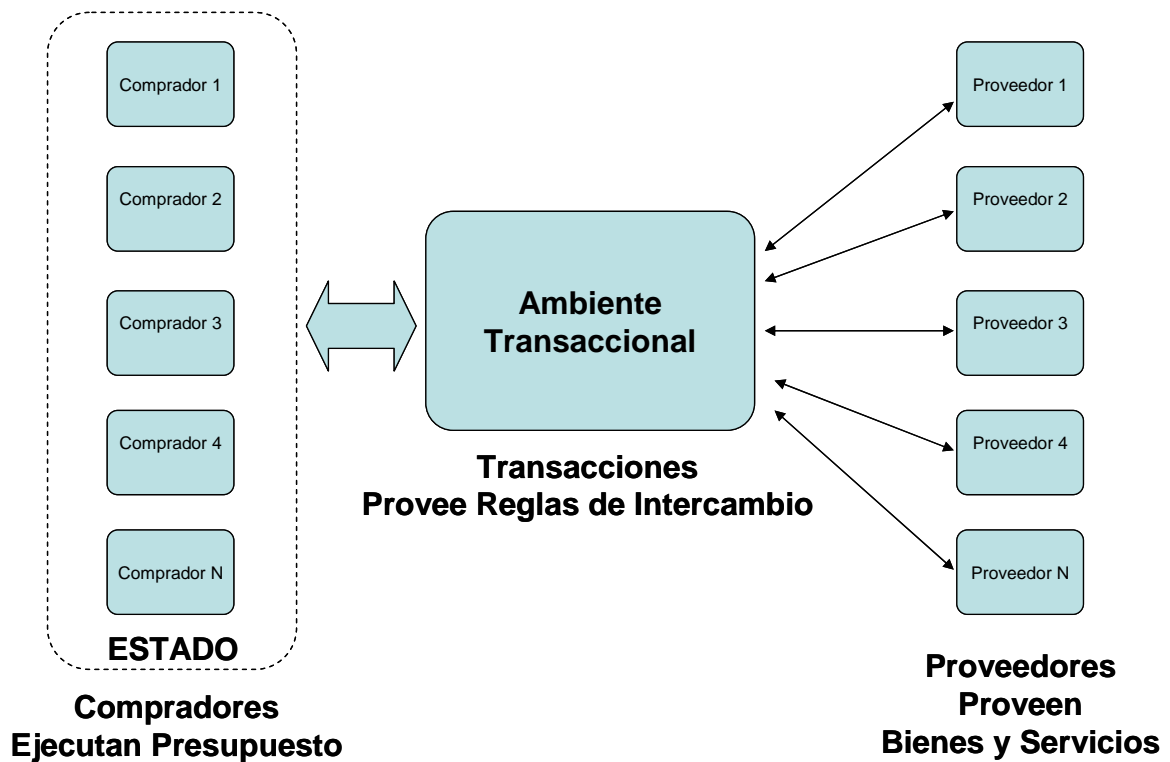 Comprador 1
Comprador 2
Comprador 3
Comprador 4
Comprador N
ESTADO
Compradores
Ejecutan Presupuesto
Ambiente
Transaccional
Transacciones
Provee Reglas de Intercambio
Proveedor 1
Proveedor 2
Proveedor 3
Proveedor 4
Proveedor N
Proveedores
Proveen
Bienes y Servicios